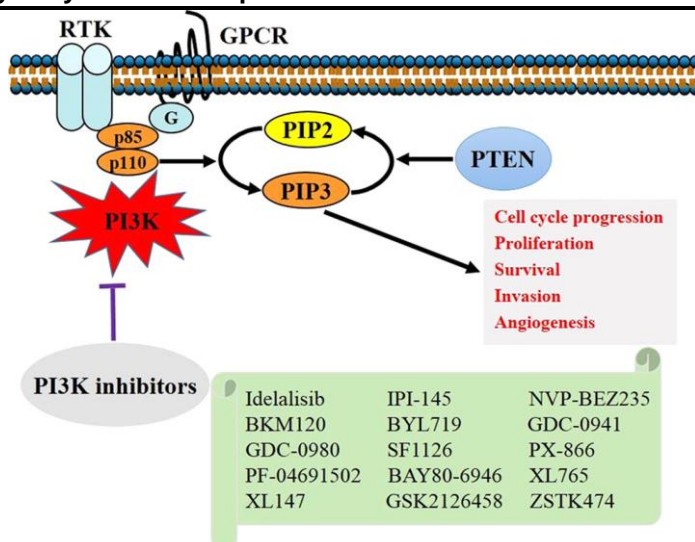 RTK
GPCR
G
p85
p110
PIP2
PIP3
PTEN
PI3K
Cell cycle progression
Proliferation
Survival
Invasion
Angiogenesis
PI3K inhibitors
Idelalisib IPI-145 NVP-BEZ235
BKM120 BYL719 GDC-0941
GDC-0980 SF1126 PX-866
PF-04691502 BAY80-6946 XL765
XL147 GSK2126458 ZSTK474